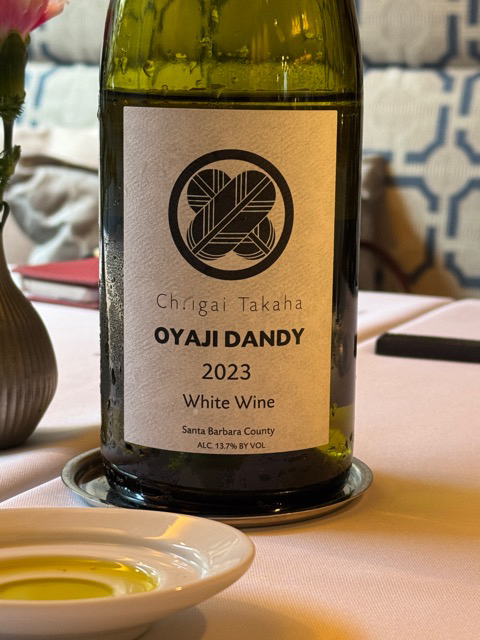 Chigai Takaha
OYAJI DANDY
2023
White Wine
Santa Barbara County
ALC. 13.7% BY VOL